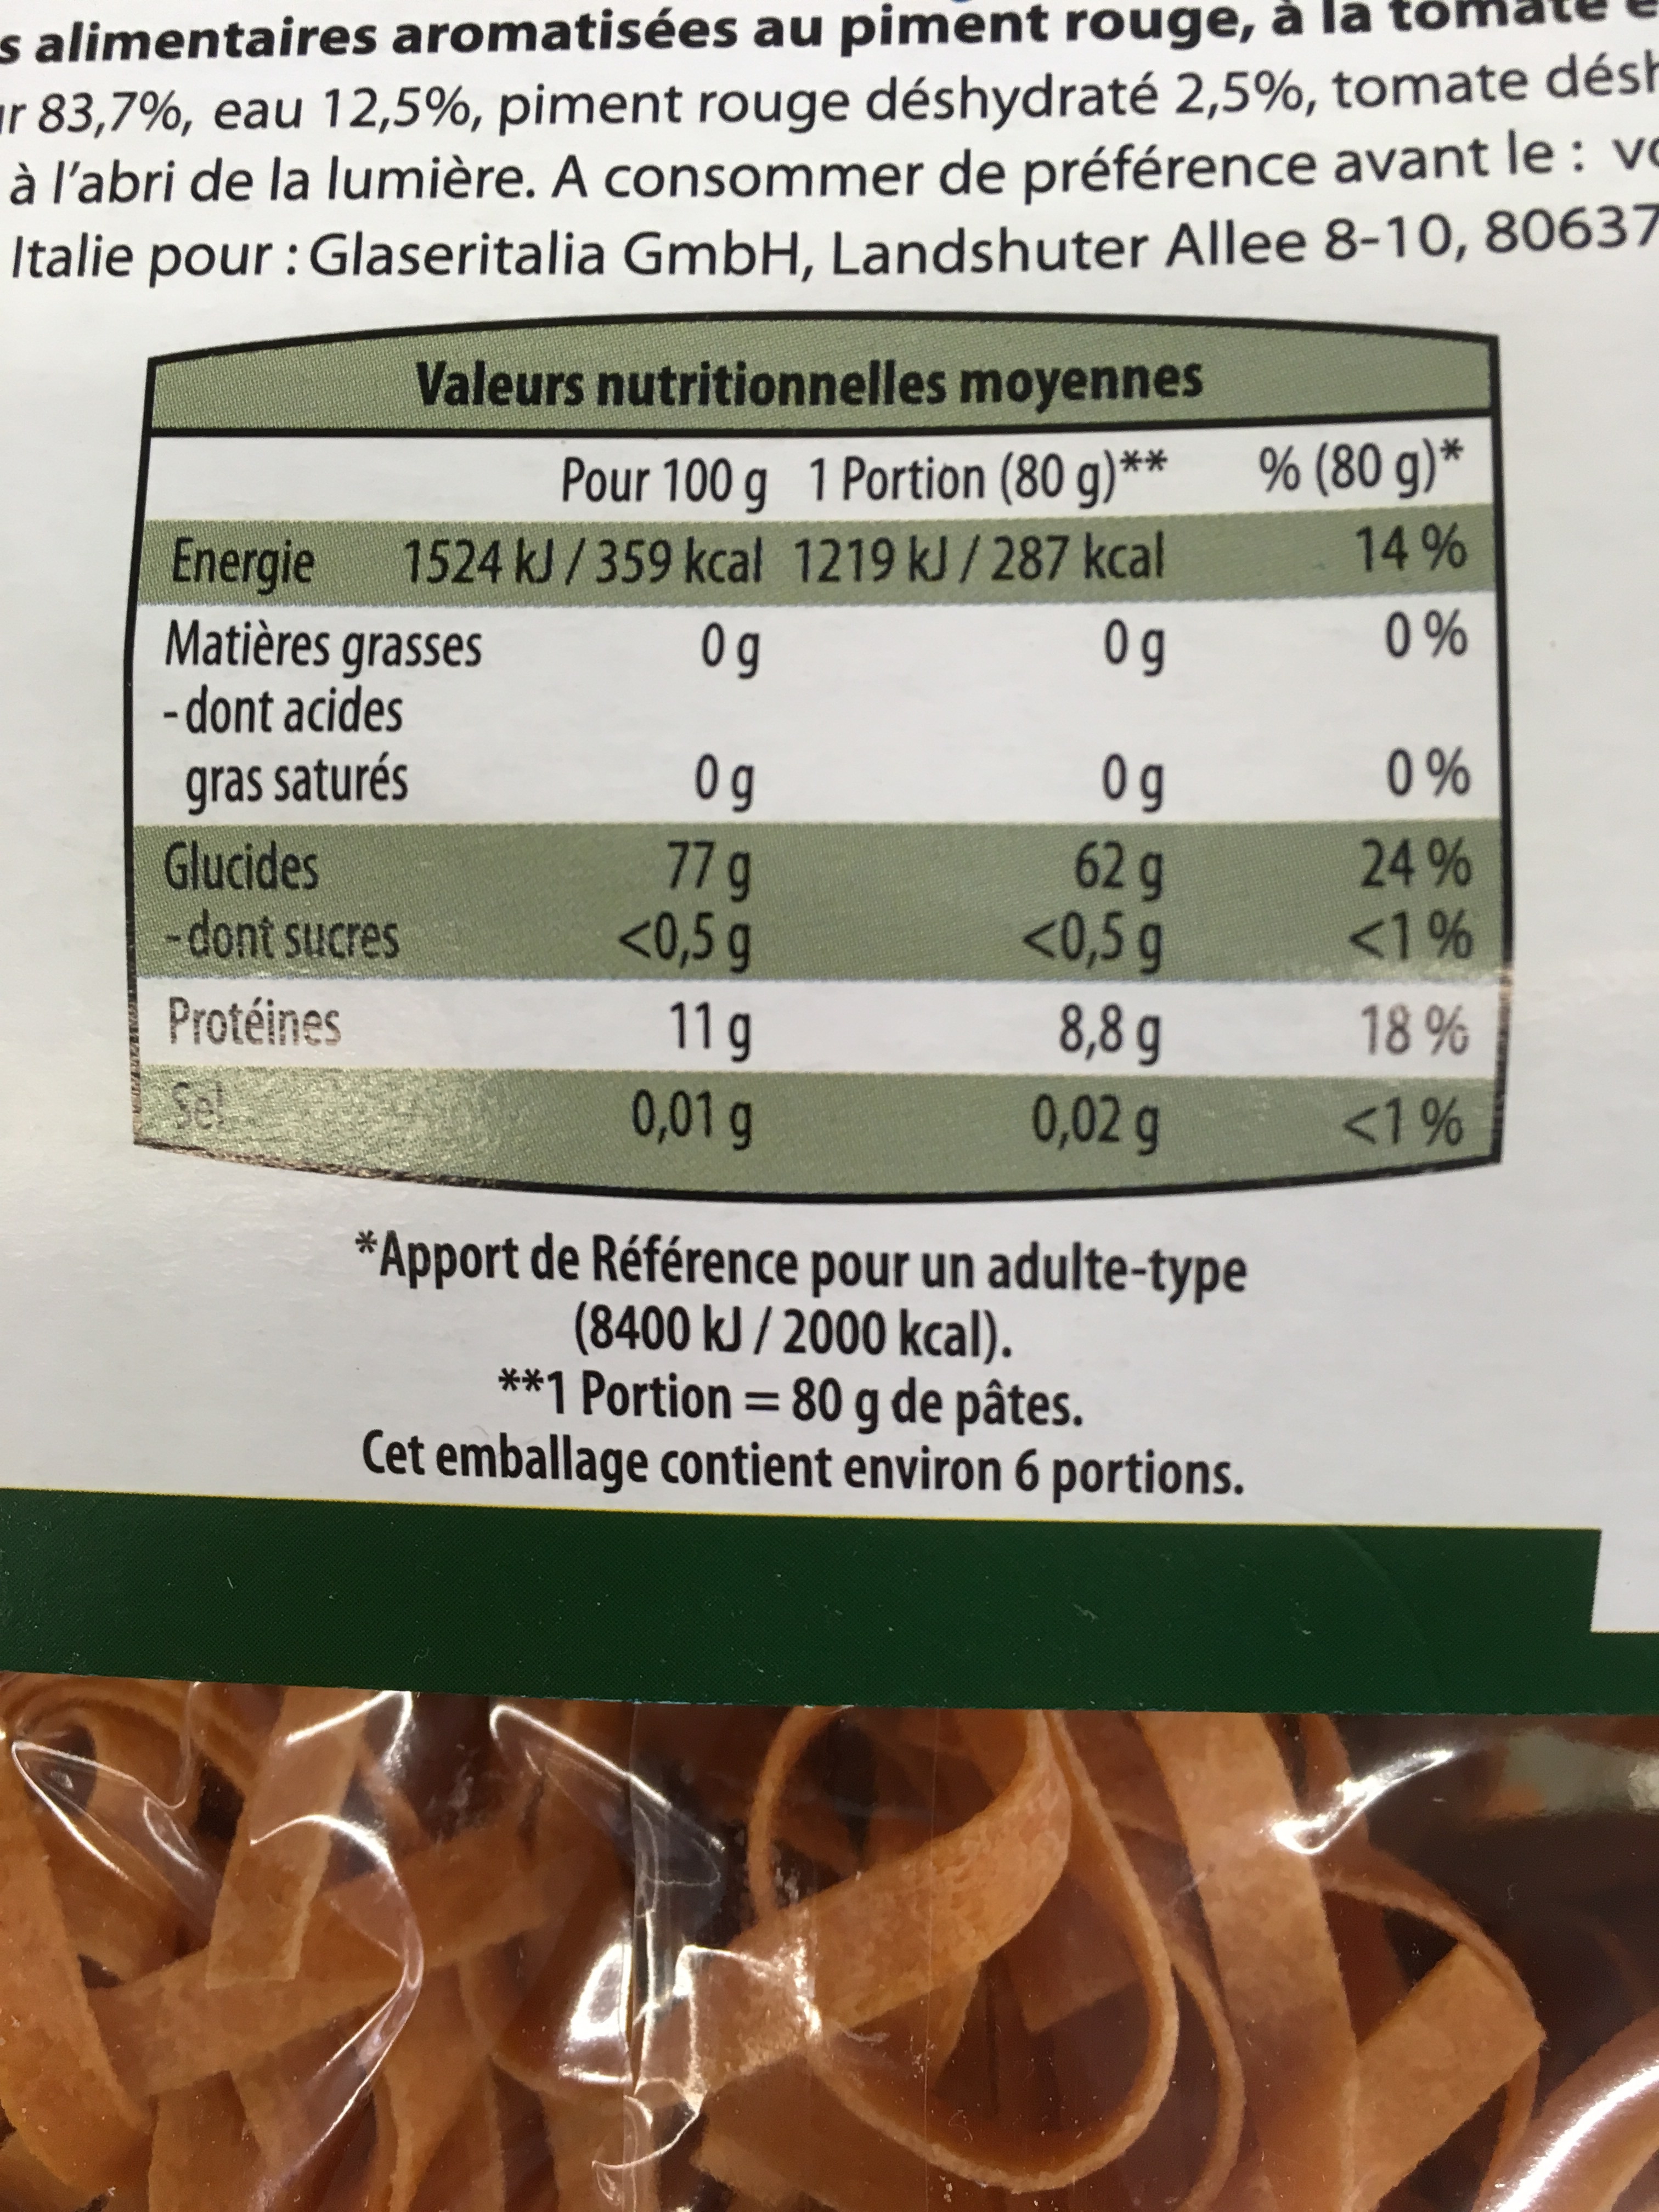 s alimentaires aromatisées au piment rouge, à la tomate
83,7%, eau 12,5%, piment rouge déshydraté 2,5%, tomate
à l'abri de la lumière. A consommer de préférence avant le :
Italie pour : Glaseritalia GmbH, Landshuter Allee 8-10, 80637
Valeurs nutritionnelles moyennes
Pour 100 g 1 Portion (80 g)** % (80 g)*
Energie 1524 kJ / 359 kcal 1219 kJ / 287 kcal 14 %
Matières grasses 0 g 0 g 0 %
- dont acides
gras saturés 0 g 0 g 0 %
Glucides 77 g 62 g 24 %
- dont sucres <0,5 g <0,5 g <1 %
Protéines 11 g 8,8 g 18 %
Sel 0,01 g 0,02 g <1 %
*Apport de Référence pour un adulte-type
(8400 kJ / 2000 kcal).
**1 Portion = 80 g de pâtes.
Cet emballage contient environ 6 portions.